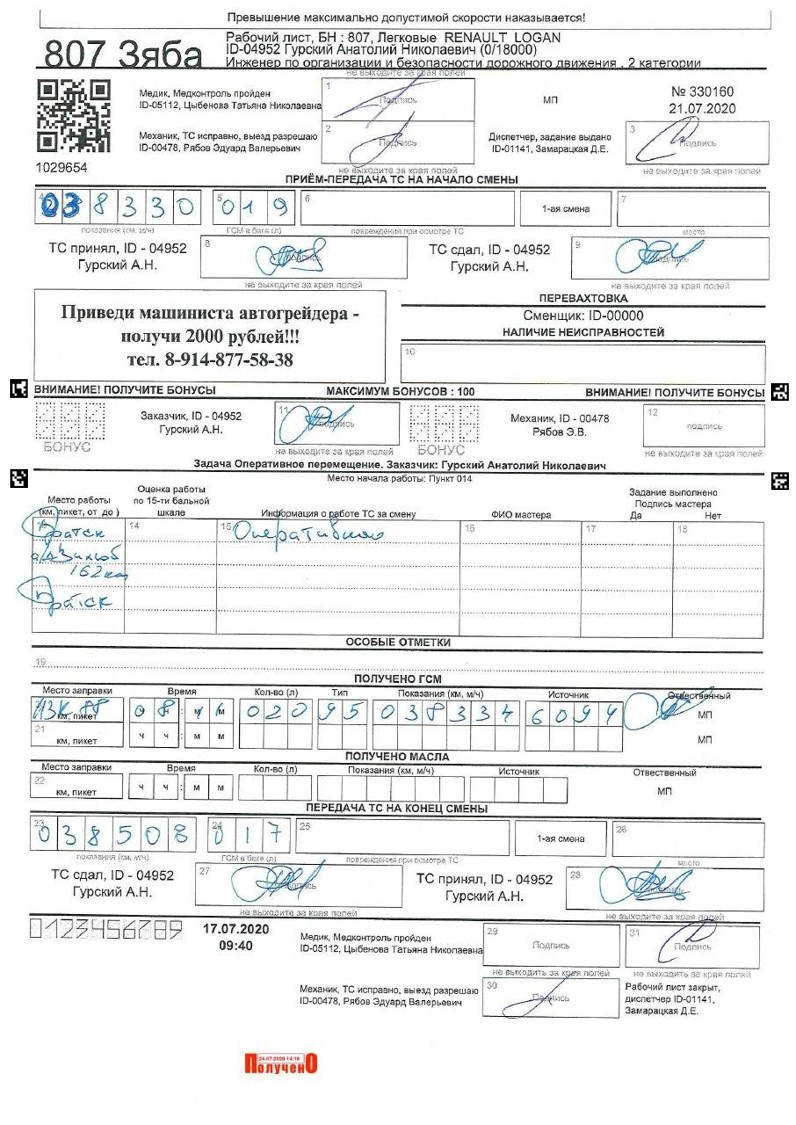 Превышение максимально допустимой скорости наказывается!
807 Зяба
Рабочий лист, БН : 807, Легковые RENAULT LOGAN
ID-04952 Гурский Анатолий Николаевич (0/18000)
Инженер по организации и безопасности дорожного движения . 2 категории
не выходите за края полей
Медик, Медконтроль пройден
ID-05112, Цыбенова Татьяна Николаевна
1
Подпись
МП
№ 330160
21.07.2020
Механик, ТС исправно, выезд разрешаю
ID-00478, Рябов Эдуард Валерьевич
2
Подпись
Диспетчер, задание выдано
ID-01141, Замарацкая Д.Е.
3
Подпись
не выходите за края полей
не выходите за края полей
1029654
ПРИЁМ-ПЕРЕДАЧА ТС НА НАЧАЛО СМЕНЫ
4
038330
5
019
6
1-ая смена
7
показания (км, м/ч)
ГСМ в баке (л)
повреждения при осмотре ТС
место
ТС принял, ID - 04952
Гурский А.Н.
8
ТС сдал, ID - 04952
Гурский А.Н.
9
не выходите за края полей
не выходите за края полей
Приведи машиниста автогрейдера -
получи 2000 рублей!!!
тел. 8-914-877-58-38
ПЕРЕВАХТОВКА
Сменщик: ID-00000
НАЛИЧИЕ НЕИСПРАВНОСТЕЙ
10
ВНИМАНИЕ! ПОЛУЧИТЕ БОНУСЫ
МАКСИМУМ БОНУСОВ : 100
ВНИМАНИЕ! ПОЛУЧИТЕ БОНУСЫ
БОНУС
Заказчик, ID - 04952
Гурский А.Н.
11
подпись
БОНУС
Механик, ID - 00478
Рябов Э.В.
12
подпись
не выходите за края полей
не выходите за края полей
Задача Оперативное перемещение. Заказчик: Гурский Анатолий Николаевич
Место начала работы: Пункт 014
Место работы
(км, пикет, от до )
Оценка работы
по 15-ти бальной
шкале
Информация о работе ТС за смену
ФИО мастера
Задание выполнено
Подпись мастера
Да
Нет
14
15
16
17
18
Братск
Оперативное
162км
Братск
ОСОБЫЕ ОТМЕТКИ
19
ПОЛУЧЕНО ГСМ
Место заправки
Время
Кол-во (л)
Тип
Показания (км, м/ч)
Источник
Ответственный
АЗК 88
км, пикет
08
:
16
020
95
038334
6094
МП
21
км, пикет
ч ч : м м
МП
ПОЛУЧЕНО МАСЛА
Место заправки
Время
Кол-во (л)
Показания (км, м/ч)
Источник
Ответственный
22
км, пикет
ч ч : м м
МП
ПЕРЕДАЧА ТС НА КОНЕЦ СМЕНЫ
23
038508
24
017
25
1-ая смена
26
показания (км, м/ч)
ГСМ в баке (л)
повреждения при осмотре ТС
место
ТС сдал, ID - 04952
Гурский А.Н.
27
ТС принял, ID - 04952
Гурский А.Н.
28
не выходите за края полей
не выходите за края полей
0123456789
17.07.2020
09:40
Медик, Медконтроль пройден
ID-05112, Цыбенова Татьяна Николаевна
29
Подпись
31
Подпись
не выходите за края полей
не выходите за края полей
Механик, ТС исправно, выезд разрешаю
ID-00478, Рябов Эдуард Валерьевич
30
Подпись
Рабочий лист закрыт,
диспетчер ID-01141,
Замарацкая Д.Е.
24.07.2020 14:16
ПолученО